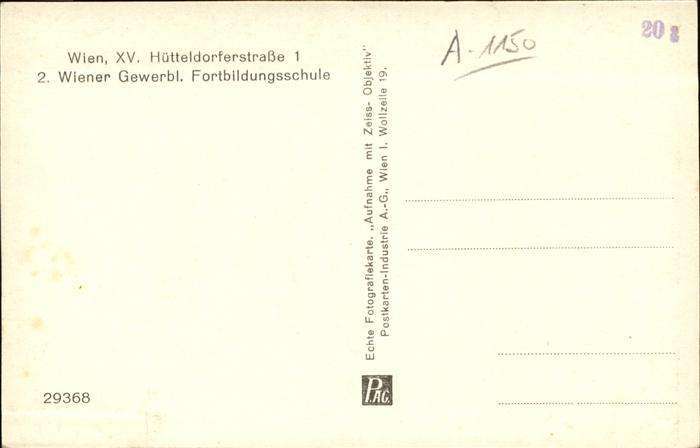 Wien, XV. Hütteldorferstraße 1
2. Wiener Gewerbl. Fortbildungsschule
29368
Echte Fotografiekarte. „Aufnahme mit Zeiss- Objektiv"
Postkarten-Industrie A.-G., Wien I. Wollzeile 19.
P.AG.
A-1150
20